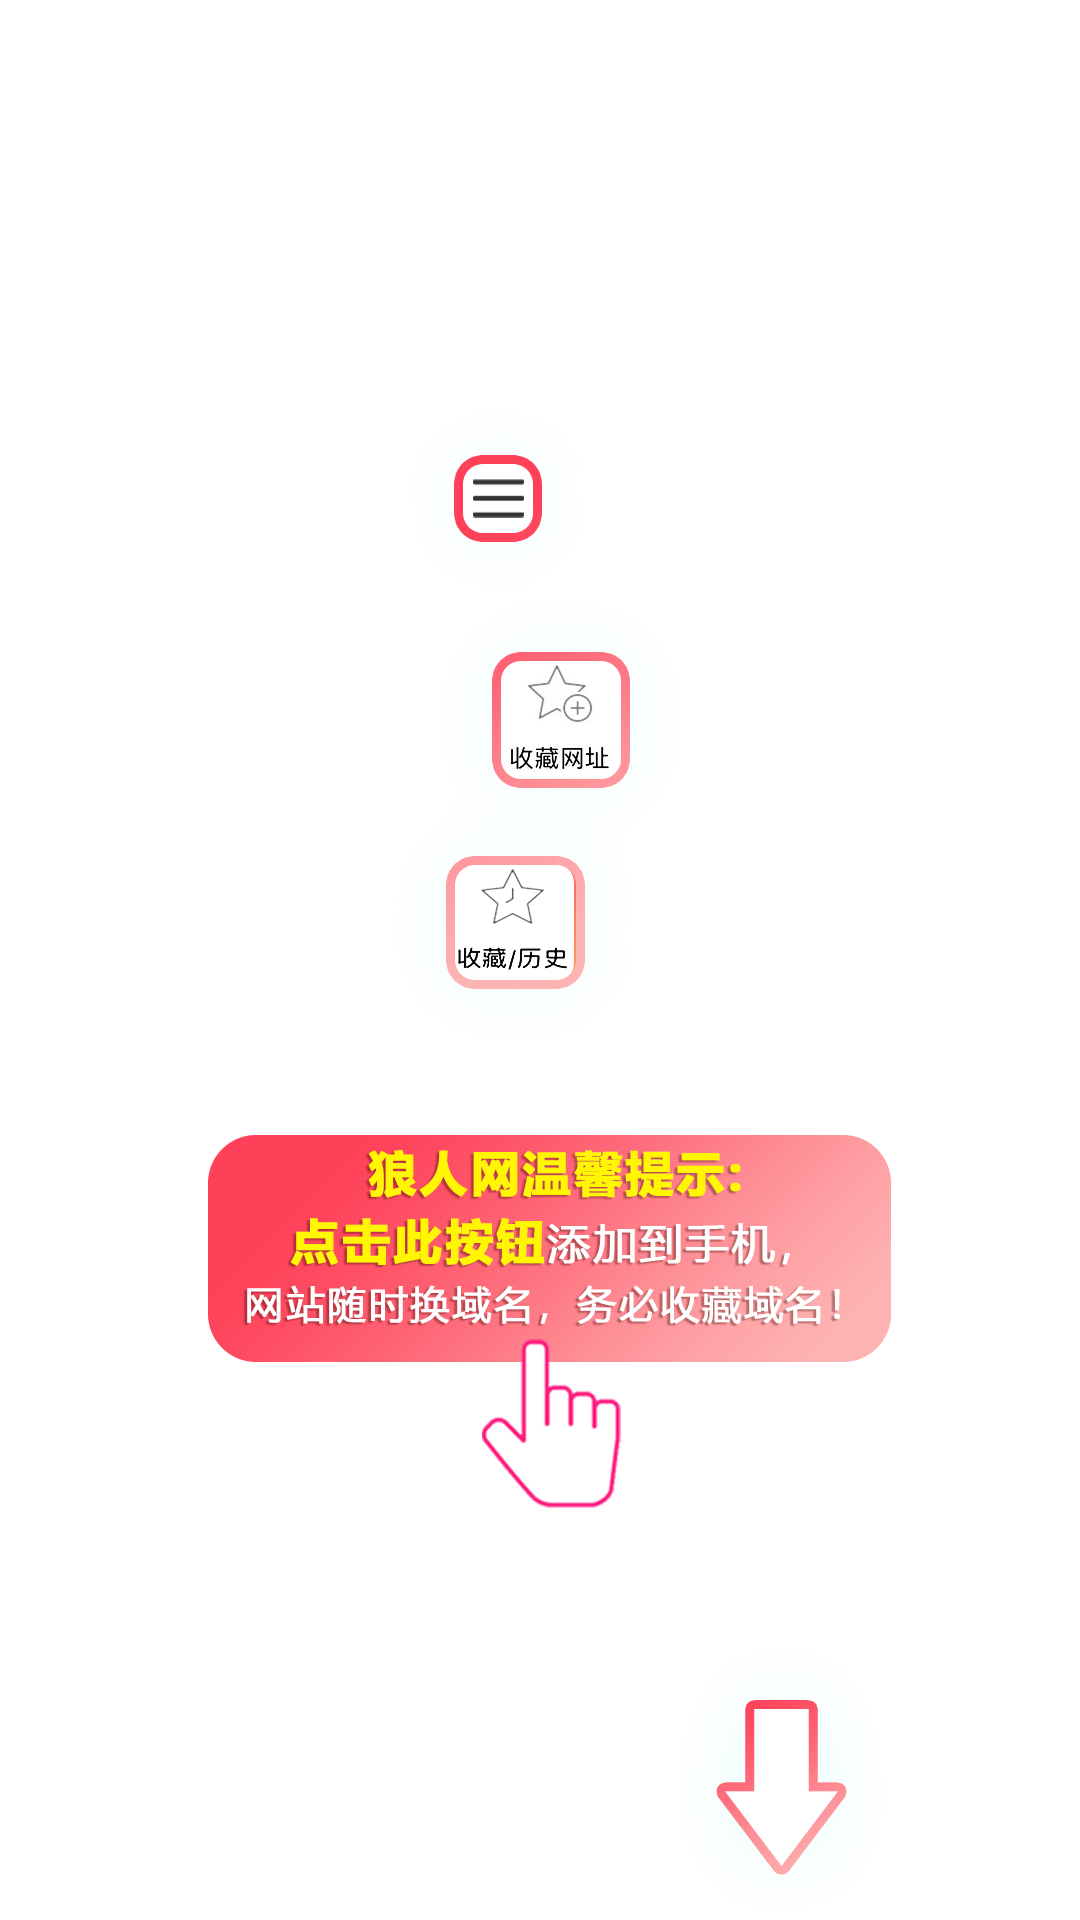 收藏网址
收藏/历史
狼人网温馨提示:
点击此按钮添加到手机，
网站随时换域名，务必收藏域名！